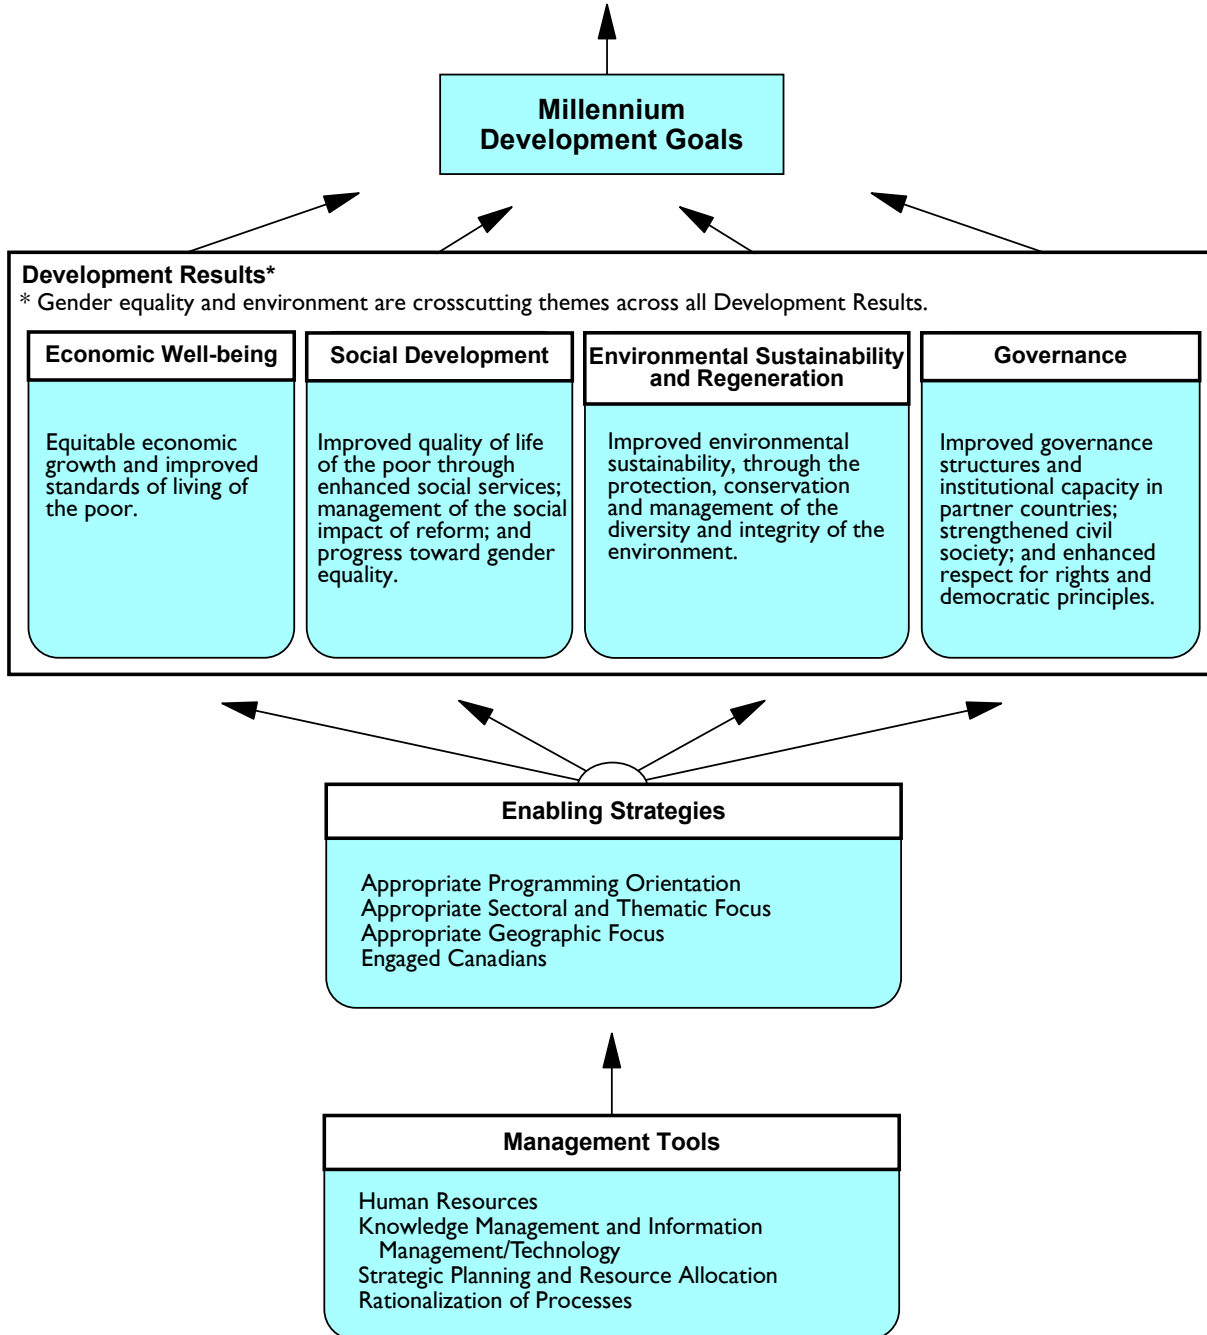 Millennium
Development Goals
Development Results*
* Gender equality and environment are crosscutting themes across all Development Results.
Economic Well-being
Equitable economic
growth and improved
standards of living of
the poor.
Social Development
Improved quality of life
of the poor through
enhanced social services;
management of the social
impact of reform; and
progress toward gender
equality.
Environmental Sustainability
and Regeneration
Improved environmental
sustainability, through the
protection, conservation
and management of the
diversity and integrity of the
environment.
Governance
Improved governance
structures and
institutional capacity in
partner countries;
strengthened civil
society; and enhanced
respect for rights and
democratic principles.
Enabling Strategies
Appropriate Programming Orientation
Appropriate Sectoral and Thematic Focus
Appropriate Geographic Focus
Engaged Canadians
Management Tools
Human Resources
Knowledge Management and Information
Management/Technology
Strategic Planning and Resource Allocation
Rationalization of Processes